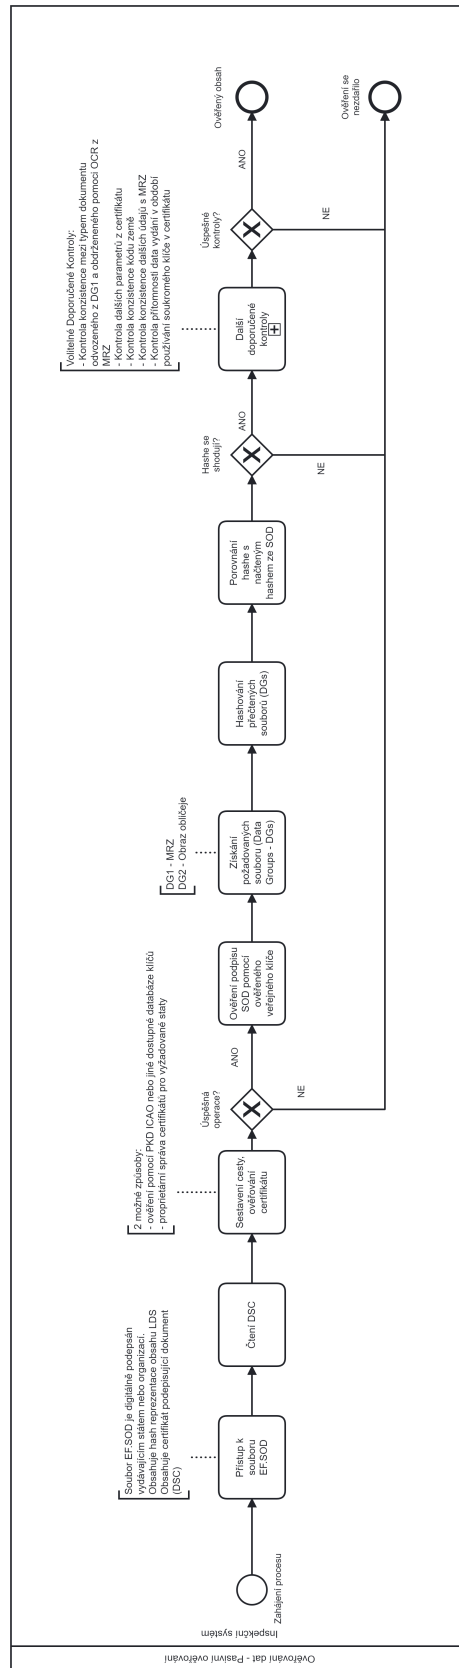 Ověřování dat - Pasivní ověřování
Inspekční systém
Zahájení procesu
Soubor EF.SOD je digitálně podepsán
vydávajícím státem nebo organizací.
Obsahuje hash reprezentace obsahu LDS
Obsahuje certifikát podepisující dokument
(DSC)
Přístup k
souboru
EF.SOD
Čtení DSC
2 možné způsoby:
- ověření pomocí PKD ICAO nebo jiné dostupné databáze klíčů
- proprietární správa certifikátů pro vyžadované staty
Sestavení cesty,
ověřování
certifikátu
Úspěšná
operace?
ANO
NE
Ověření podpisu
SOD pomocí
ověřeného
veřejného klíče
DG1 - MRZ
DG2 - Obraz obličeje
Získání
požadovaných
souboru (Data
Groups - DGs)
Hashování
přečtených
souborů (DGs)
Porovnání
hashe s
načteným
hashem ze SOD
Hashe se
shodují?
ANO
NE
Volitelné Doporučené Kontroly:
- Kontrola konzistence mezi typem dokumentu
odvozeného z DG1 a obdrženého pomocí OCR z
MRZ
- Kontrola dalších parametrů z certifikátu
- Kontrola konzistence kódu země
- Kontrola konzistence dalších údajů s MRZ
- Kontrola přítomnosti data vydání v období
používání soukromého klíče v certifikátu
Další
doporučené
kontroly
Úspešné
kontroly?
ANO
NE
Ověřený obsah
Ověření se
nezdařilo